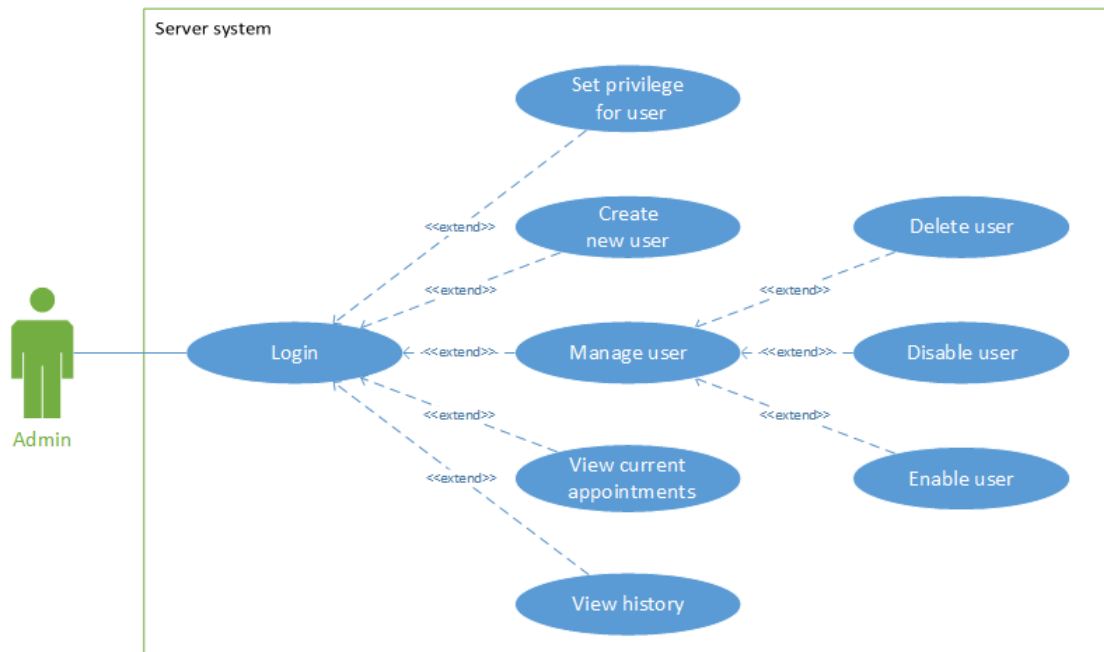 Server system
Set privilege
for user
<<extend>>
Create
new user
Delete user
<<extend>>
<<extend>>
Login
<<extend>>
Manage user
<<extend>>
Disable user
Admin
<<extend>>
<<extend>>
View current
appointments
<<extend>>
Enable user
View history